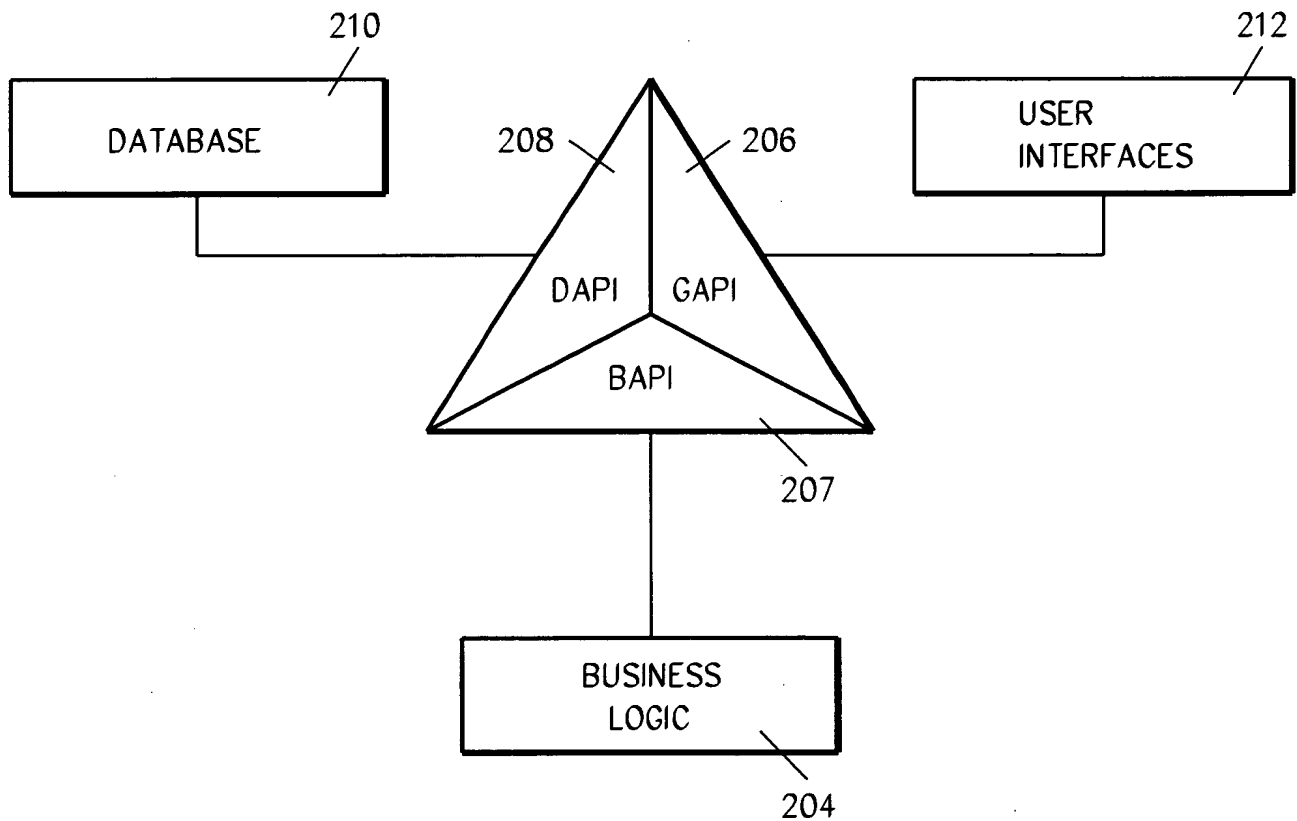 210
212
DATABASE
208
206
USER
INTERFACES
DAPI
GAPI
BAPI
207
BUSINESS
LOGIC
204